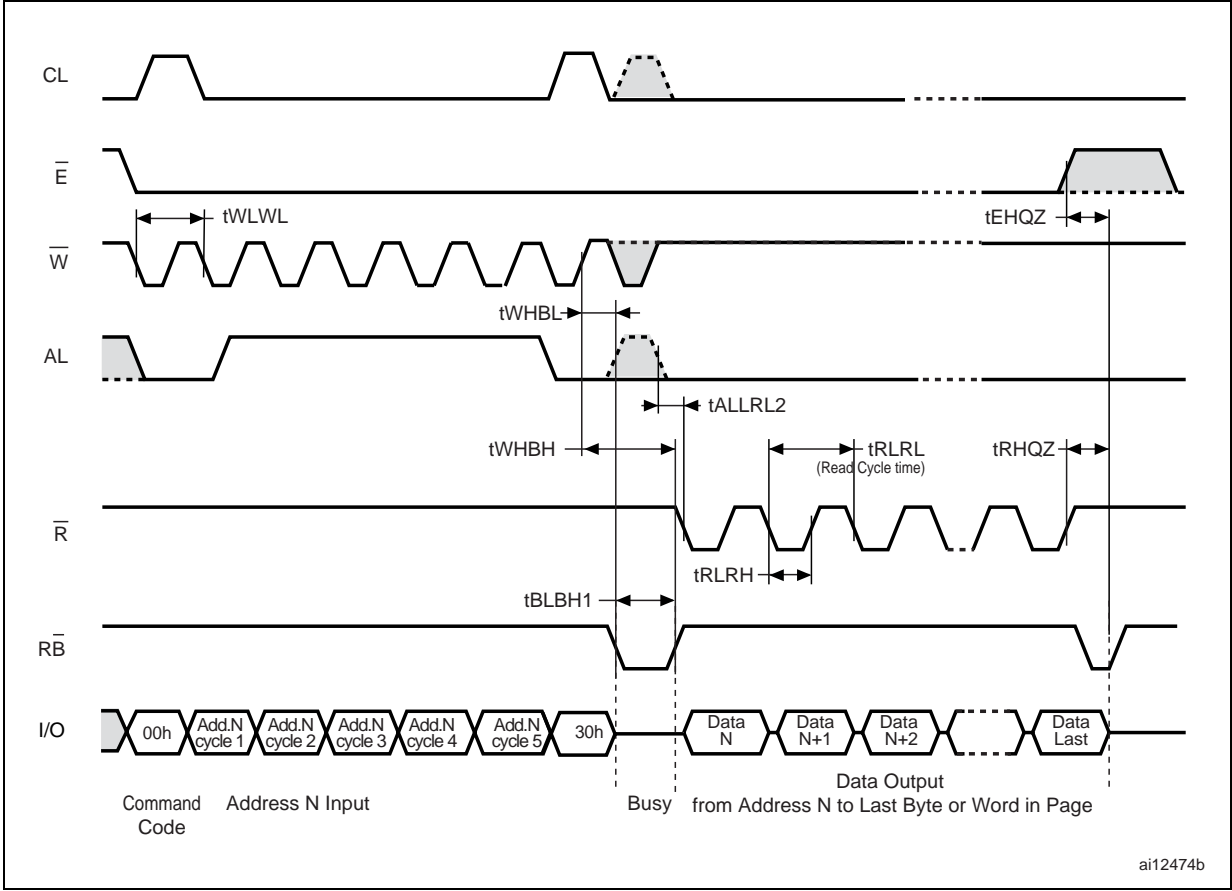 CL
E
tWLWL
tEHQZ
W
tWHBL
AL
tALLRL2
tWHBH
tRLRL
(Read Cycle time)
tRHQZ
R
tRLRH
tBLBH1
RB
I/O
00h
Add.N
cycle 1
Add.N
cycle 2
Add.N
cycle 3
Add.N
cycle 4
Add.N
cycle 5
30h
Data
N
Data
N+1
Data
N+2
Data
Last
Command
Code
Address N Input
Busy
Data Output
from Address N to Last Byte or Word in Page
ai12474b